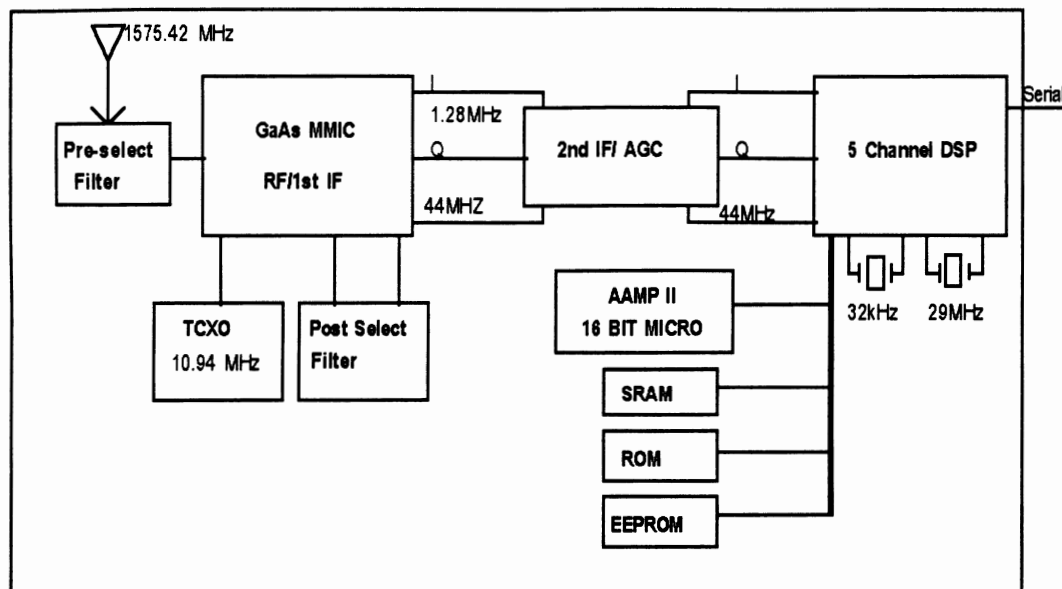 1575.42 MHz
Pre-select
Filter
GaAs MMIC
RF/1st IF
I
1.28MHz
Q
44MHZ
2nd IF/ AGC
I
Q
44MHz
5 Channel DSP
Serial
TCXO
10.94 MHz
Post Select
Filter
AAMP II
16 BIT MICRO
32kHz
29MHz
SRAM
ROM
EEPROM